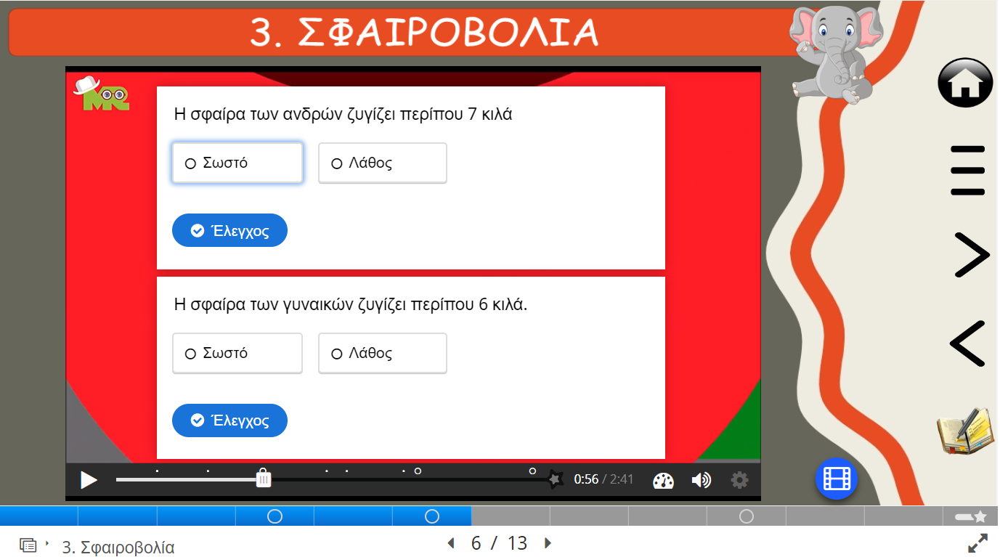 3. ΣΦΑΙΡΟΒΟΛΙΑ
MR
Η σφαίρα των ανδρών ζυγίζει περίπου 7 κιλά
Σωστό
Λάθος
Έλεγχος
Η σφαίρα των γυναικών ζυγίζει περίπου 6 κιλά.
Σωστό
Λάθος
Έλεγχος
0:56 / 2:41
3. Σφαιροβολία
6 / 13